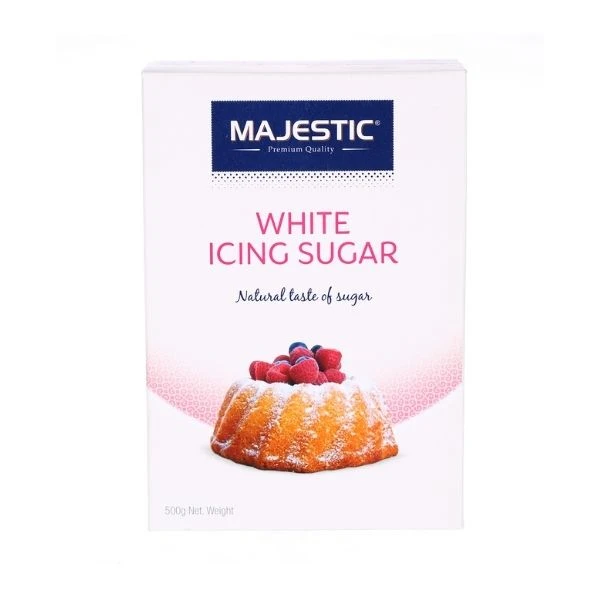 MAJESTIC®
Premium Quality
WHITE
ICING SUGAR
Natural taste of sugar
500g Net. Weight